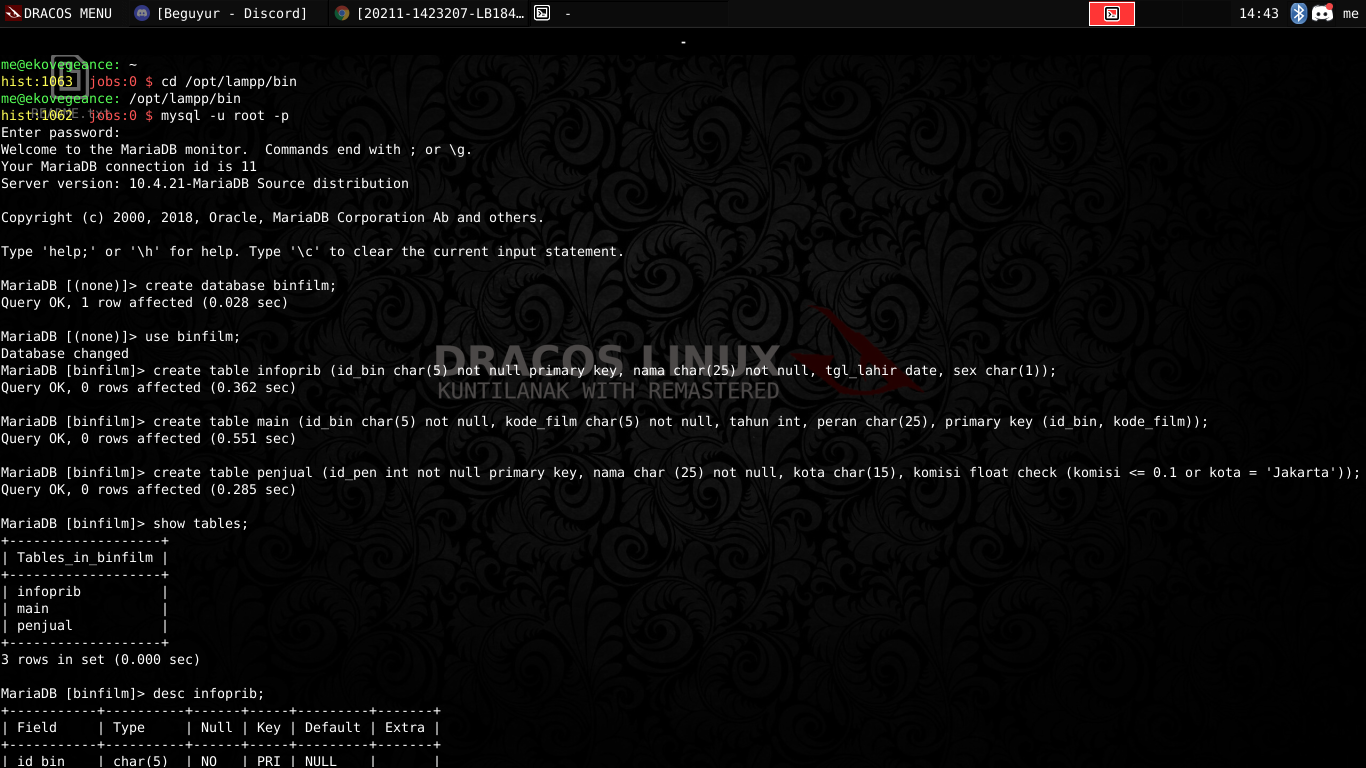 DRACOS MENU [Beguyur - Discord] [20211-1423207-LB184… - 14:43 me
-
me@ekovegeance: ~
hist:1063 jobs:0 $ cd /opt/lampp/bin
me@ekovegeance: /opt/lampp/bin
hist:1062 jobs:0 $ mysql -u root -p
Enter password:
Welcome to the MariaDB monitor.  Commands end with ; or \g.
Your MariaDB connection id is 11
Server version: 10.4.21-MariaDB Source distribution
Copyright (c) 2000, 2018, Oracle, MariaDB Corporation Ab and others.
Type 'help;' or '\h' for help. Type '\c' to clear the current input statement.
MariaDB [(none)]> create database binfilm;
Query OK, 1 row affected (0.028 sec)
MariaDB [(none)]> use binfilm;
Database changed
DRACOS LINUX
KUNTILANAK WITH REMASTERED
MariaDB [binfilm]> create table infoprib (id_bin char(5) not null primary key, nama char(25) not null, tgl_lahir date, sex char(1));
Query OK, 0 rows affected (0.362 sec)
MariaDB [binfilm]> create table main (id_bin char(5) not null, kode_film char(5) not null, tahun int, peran char(25), primary key (id_bin, kode_film));
Query OK, 0 rows affected (0.551 sec)
MariaDB [binfilm]> create table penjual (id_pen int not null primary key, nama char (25) not null, kota char(15), komisi float check (komisi <= 0.1 or kota = 'Jakarta'));
Query OK, 0 rows affected (0.285 sec)
MariaDB [binfilm]> show tables;
+-------------------+
| Tables_in_binfilm |
+-------------------+
| infoprib          |
| main              |
| penjual           |
+-------------------+
3 rows in set (0.000 sec)
MariaDB [binfilm]> desc infoprib;
+-----------+----------+------+-----+---------+-------+
| Field     | Type     | Null | Key | Default | Extra |
+-----------+----------+------+-----+---------+-------+
| id_bin    | char(5)  | NO   | PRI | NULL    |       |